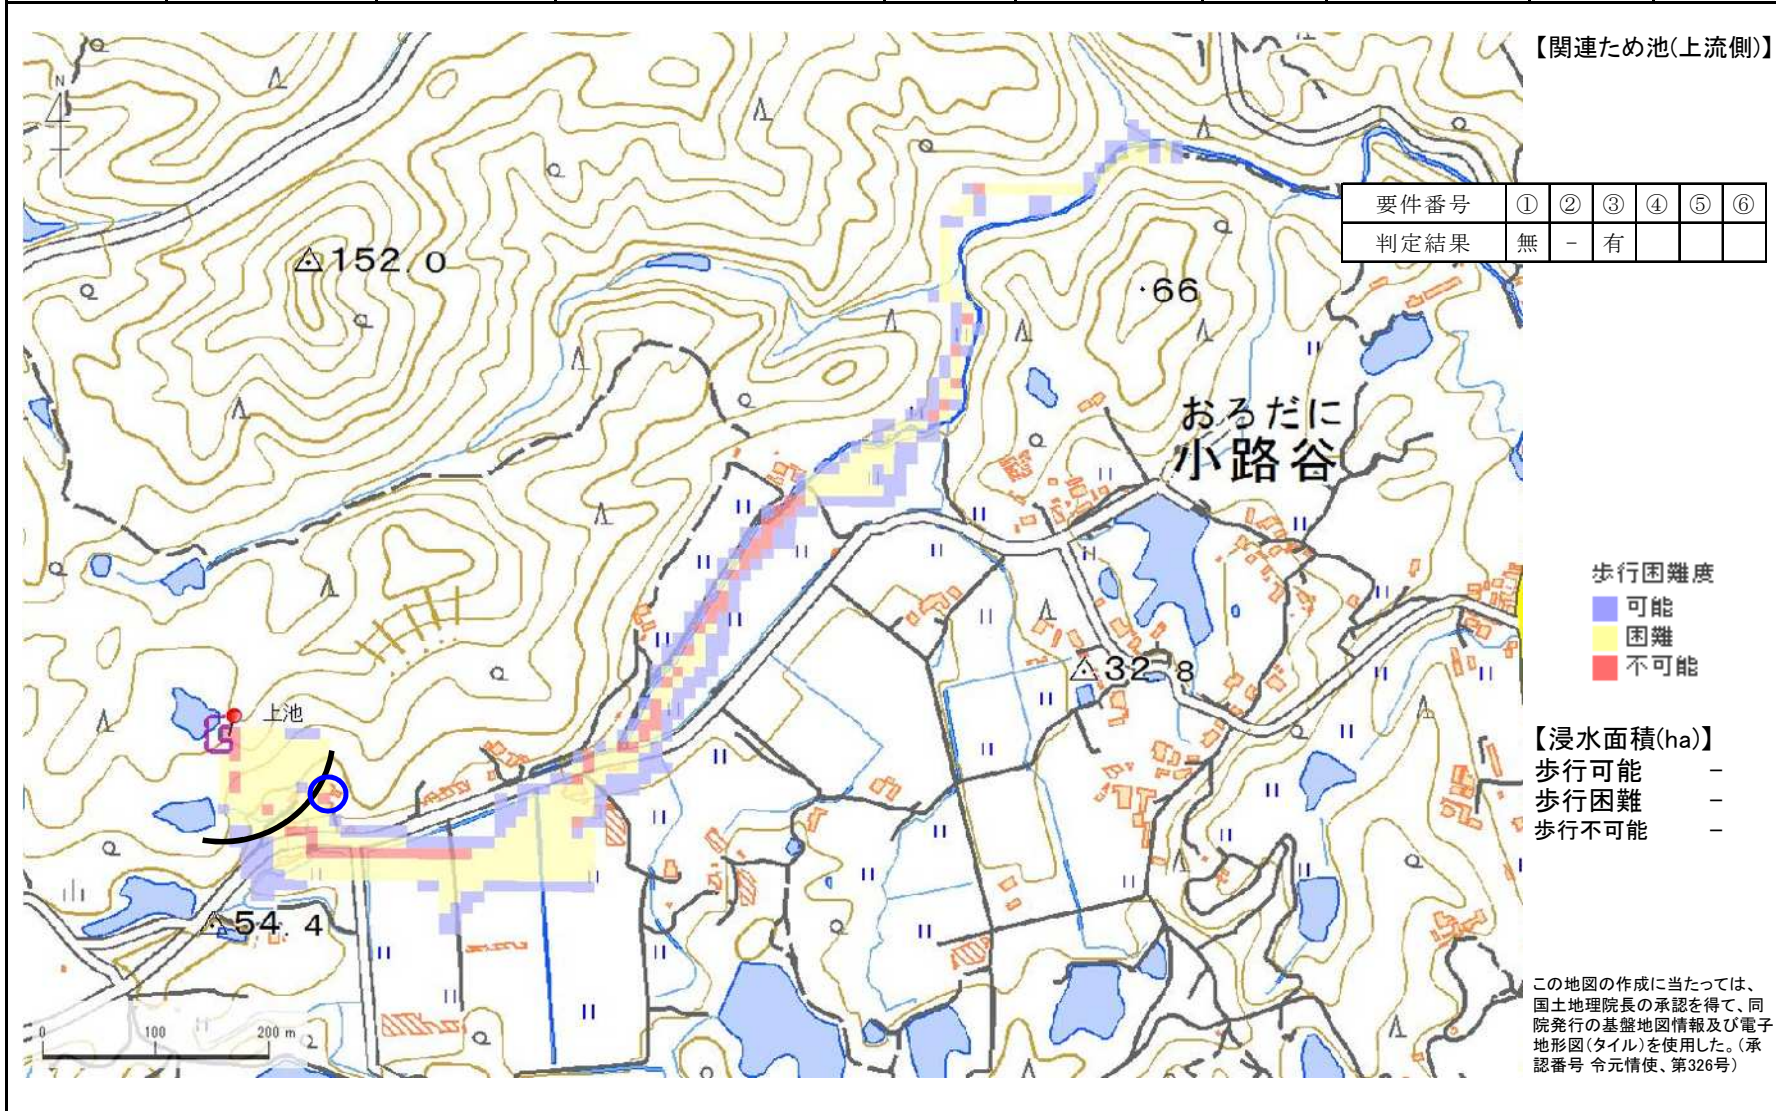 【関連ため池(上流側)】
N
要件番号 ① ② ③ ④ ⑤ ⑥
判定結果 無 - 有
152.0
66
おろだに
小路谷
32.8
歩行困難度
可能
困難
不可能
上池
【浸水面積(ha)】
歩行可能 -
歩行困難 -
歩行不可能 -
54.4
この地図の作成に当たっては、
国土地理院長の承認を得て、同
院発行の基盤地図情報及び電子
地形図(タイル)を使用した。(承
認番号 令元情使、第326号)
0 100 200 m